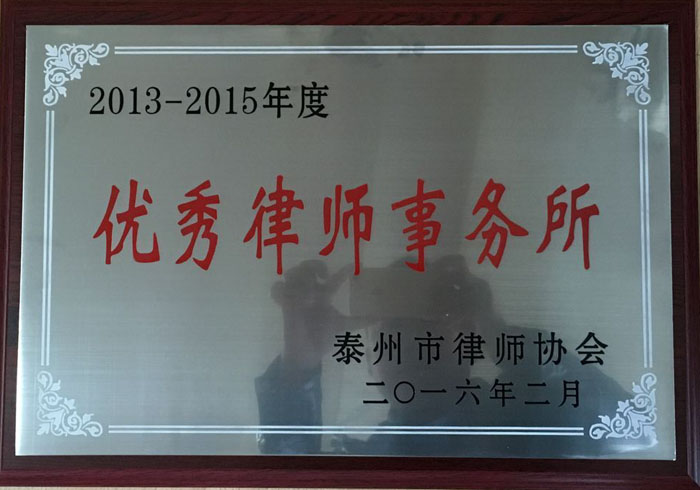 2013-2015年度
优秀律师事务所
泰州市律师协会
二〇一六年二月